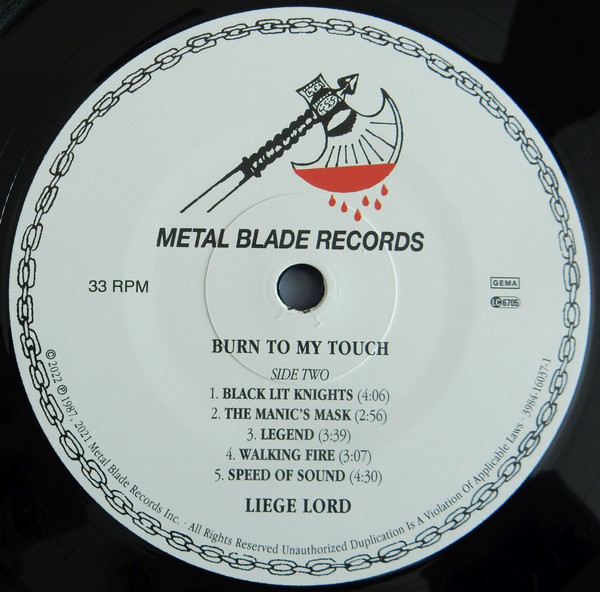 METAL BLADE RECORDS
33 RPM
GEMA
LC 6705
BURN TO MY TOUCH
SIDE TWO
1. BLACK LIT KNIGHTS (4:06)
2. THE MANIC'S MASK (2:56)
3. LEGEND (3:39)
4. WALKING FIRE (3:07)
5. SPEED OF SOUND (4:30)
LIEGE LORD
© 2022 ℗ 1987, 2021 Metal Blade Records Inc. · All Rights Reserved Unauthorized Duplication Is A Violation Of Applicable Laws · 3984-16037-1